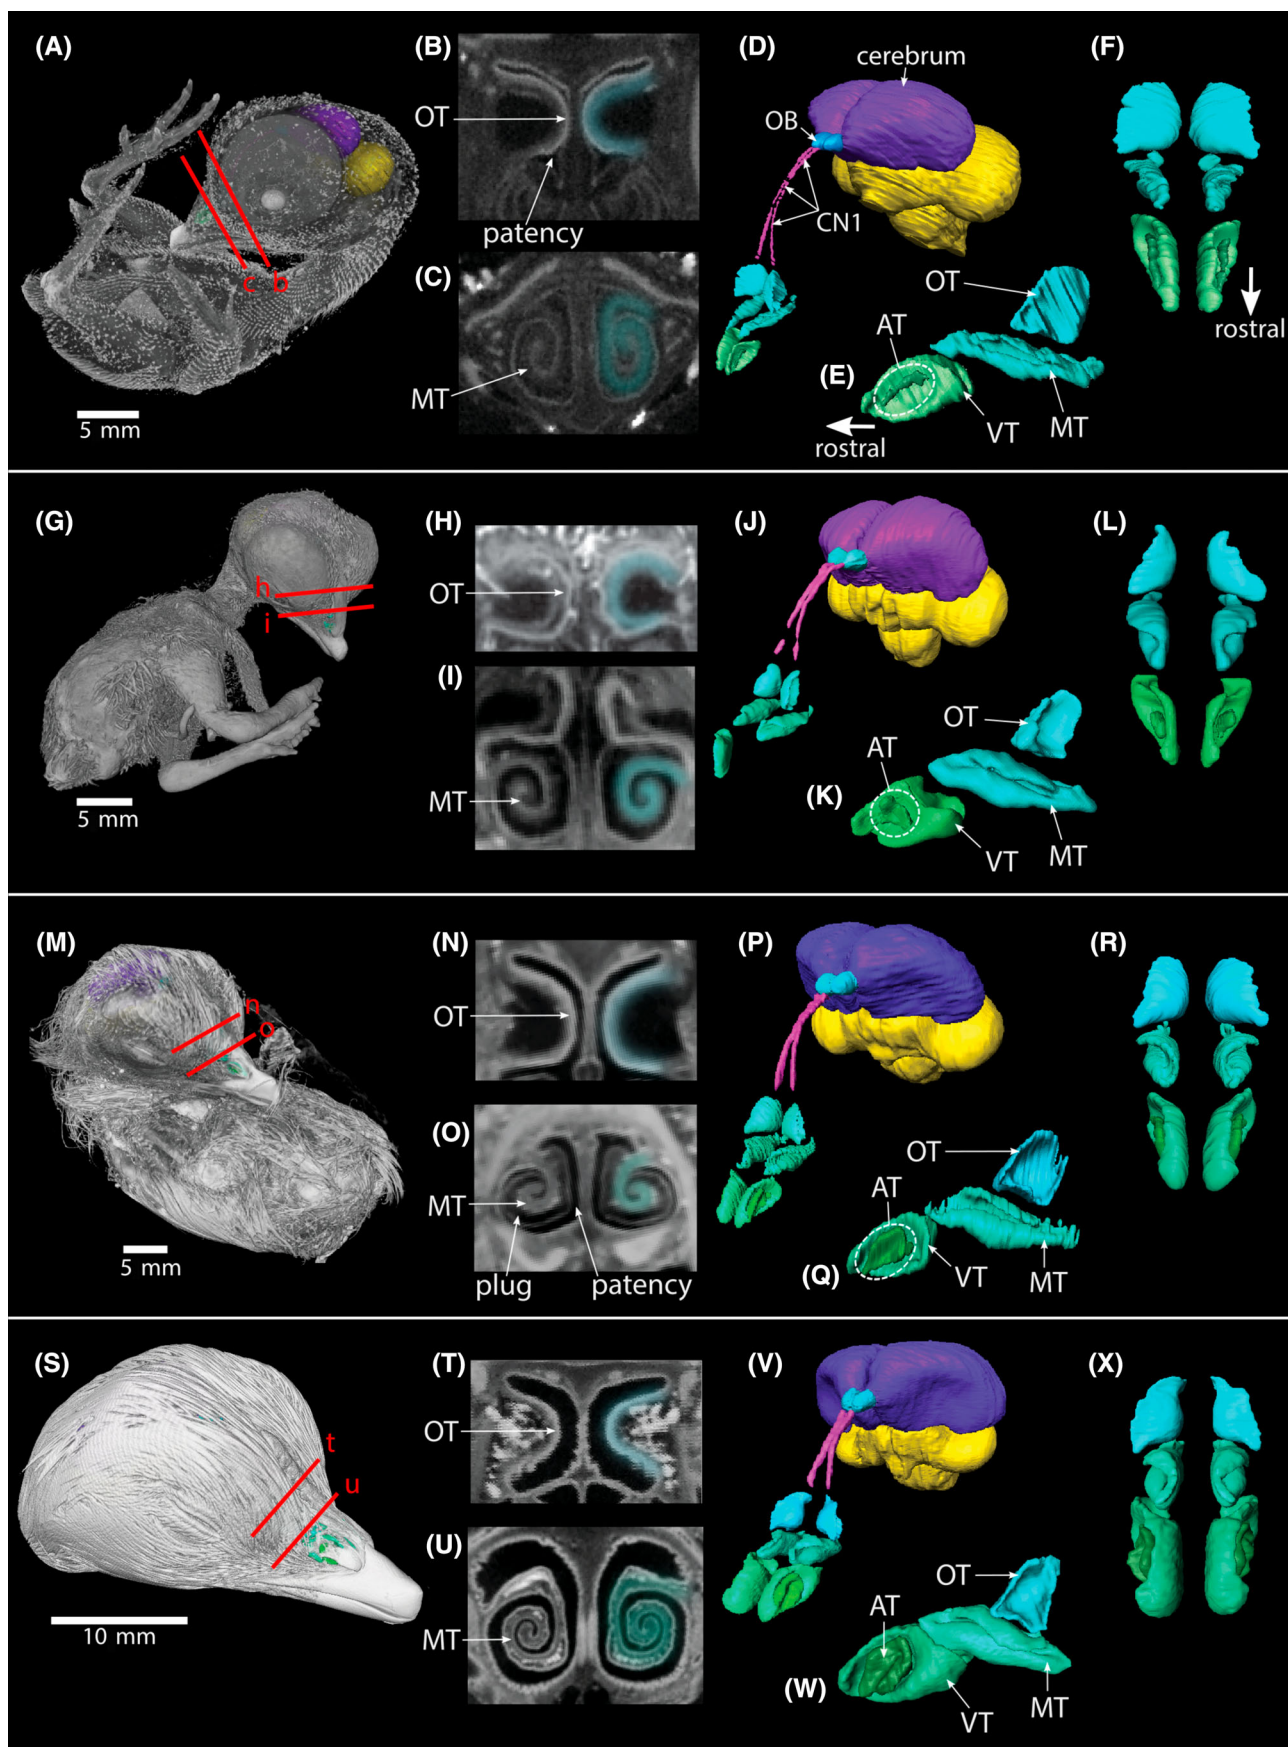 (A)
b
c
5 mm
(B)
OT
patency
(C)
MT
(D)
cerebrum
OB
CN1
(E)
OT
AT
VT
MT
rostral
(F)
rostral
(G)
h
i
5 mm
(H)
OT
(I)
MT
(J)
(K)
OT
AT
VT
MT
(L)
(M)
n
o
5 mm
(N)
OT
(O)
MT
plug
patency
(P)
(Q)
OT
AT
VT
MT
(R)
(S)
t
u
10 mm
(T)
OT
(U)
MT
(V)
(W)
OT
AT
VT
MT
(X)